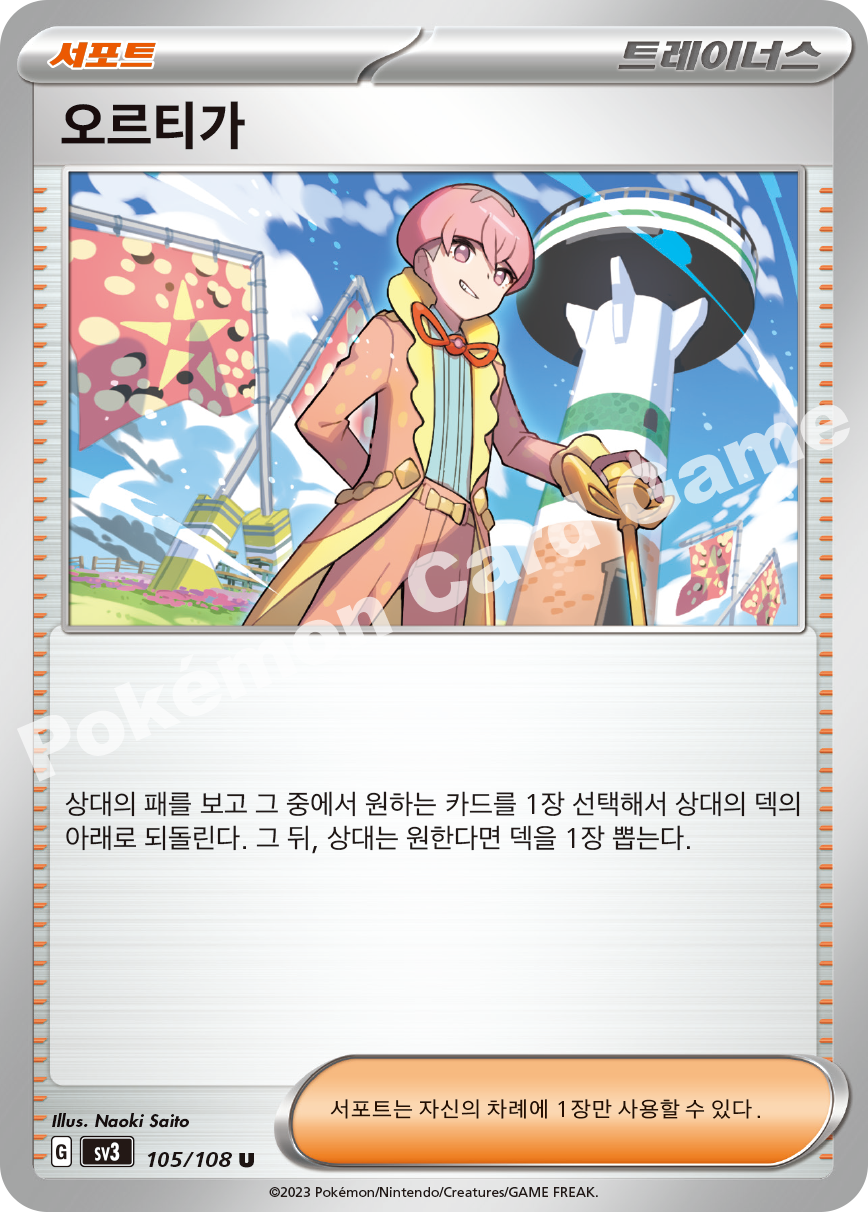 서포트
트레이너스
오르티가
Pokémon Card Game
상대의 패를 보고 그 중에서 원하는 카드를 1장 선택해서 상대의 덱의
아래로 되돌린다. 그 뒤, 상대는 원한다면 덱을 1장 뽑는다.
서포트는 자신의 차례에 1장만 사용할 수 있다.
Illus. Naoki Saito
G sv3 105/108 U
©2023 Pokémon/Nintendo/Creatures/GAME FREAK.